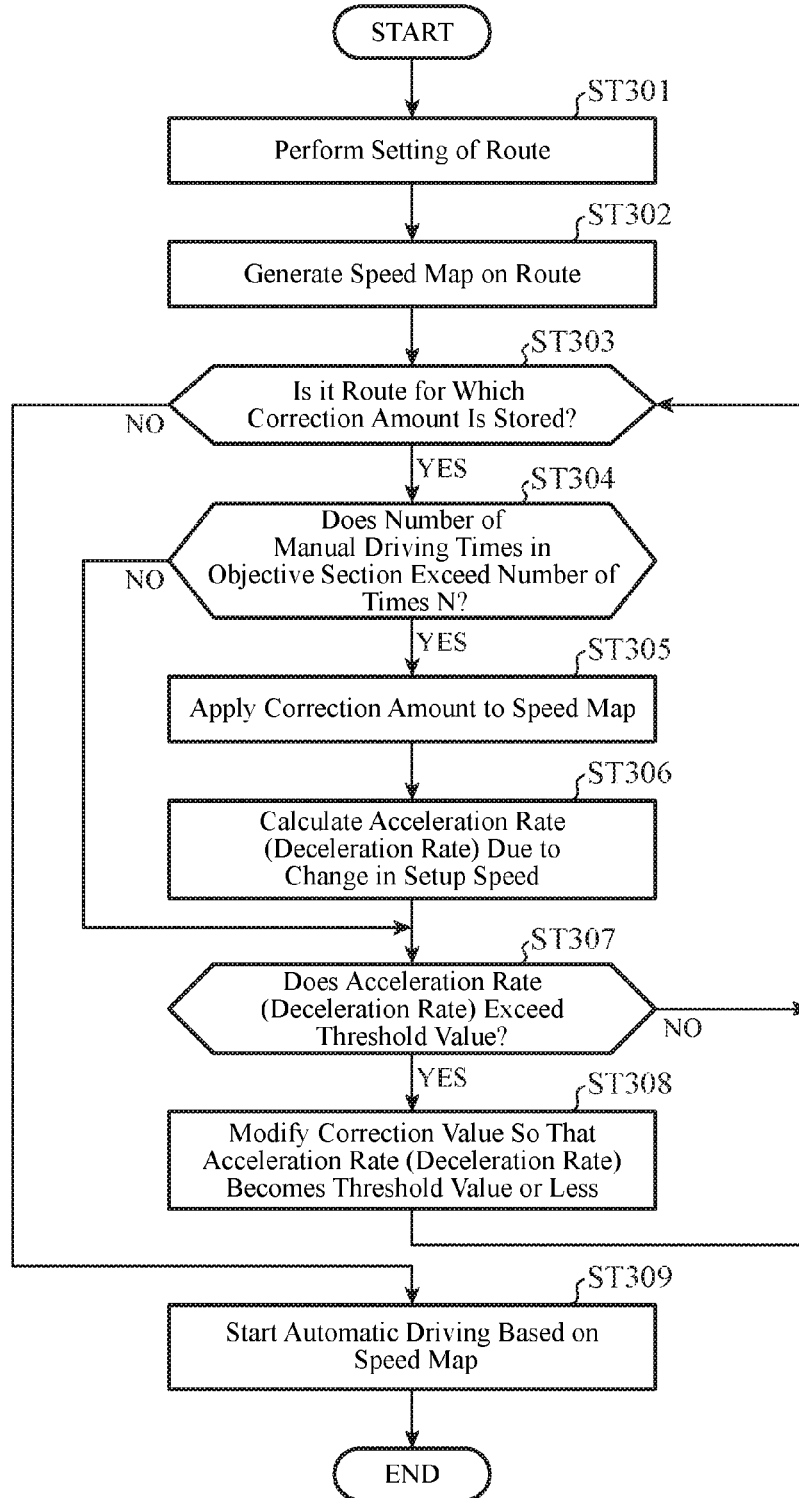 START
ST301
Perform Setting of Route
ST302
Generate Speed Map on Route
ST303
Is it Route for Which
Correction Amount Is Stored?
NO
YES
ST304
Does Number of
Manual Driving Times in
Objective Section Exceed Number of
Times N?
NO
YES
ST305
Apply Correction Amount to Speed Map
ST306
Calculate Acceleration Rate
(Deceleration Rate) Due to
Change in Setup Speed
ST307
Does Acceleration Rate
(Deceleration Rate) Exceed
Threshold Value?
NO
YES
ST308
Modify Correction Value So That
Acceleration Rate (Deceleration Rate)
Becomes Threshold Value or Less
ST309
Start Automatic Driving Based on
Speed Map
END